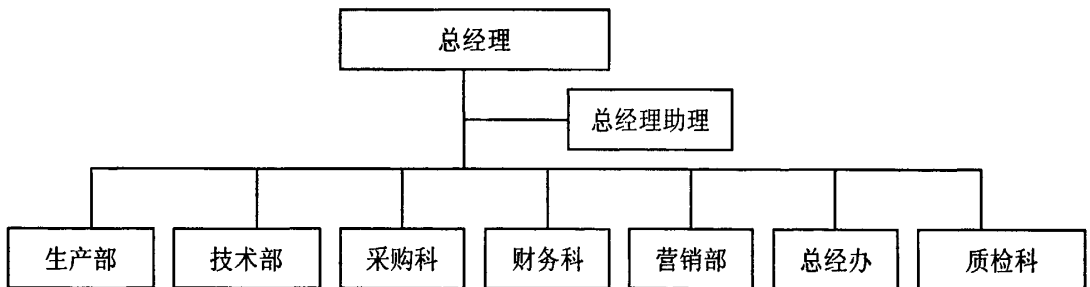 总经理
总经理助理
生产部
技术部
采购科
财务科
营销部
总经办
质检科